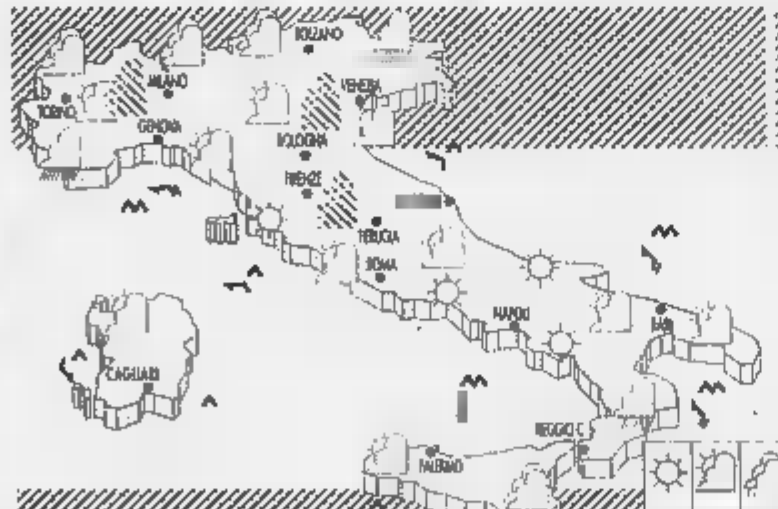 BOLZANO
MILANO
VENEZIA
TORINO
GENOVA
BOLOGNA
FIRENZE
PERUGIA
ROMA
NAPOLI
BARI
CAGLIARI
REGGIO C.
PALERMO